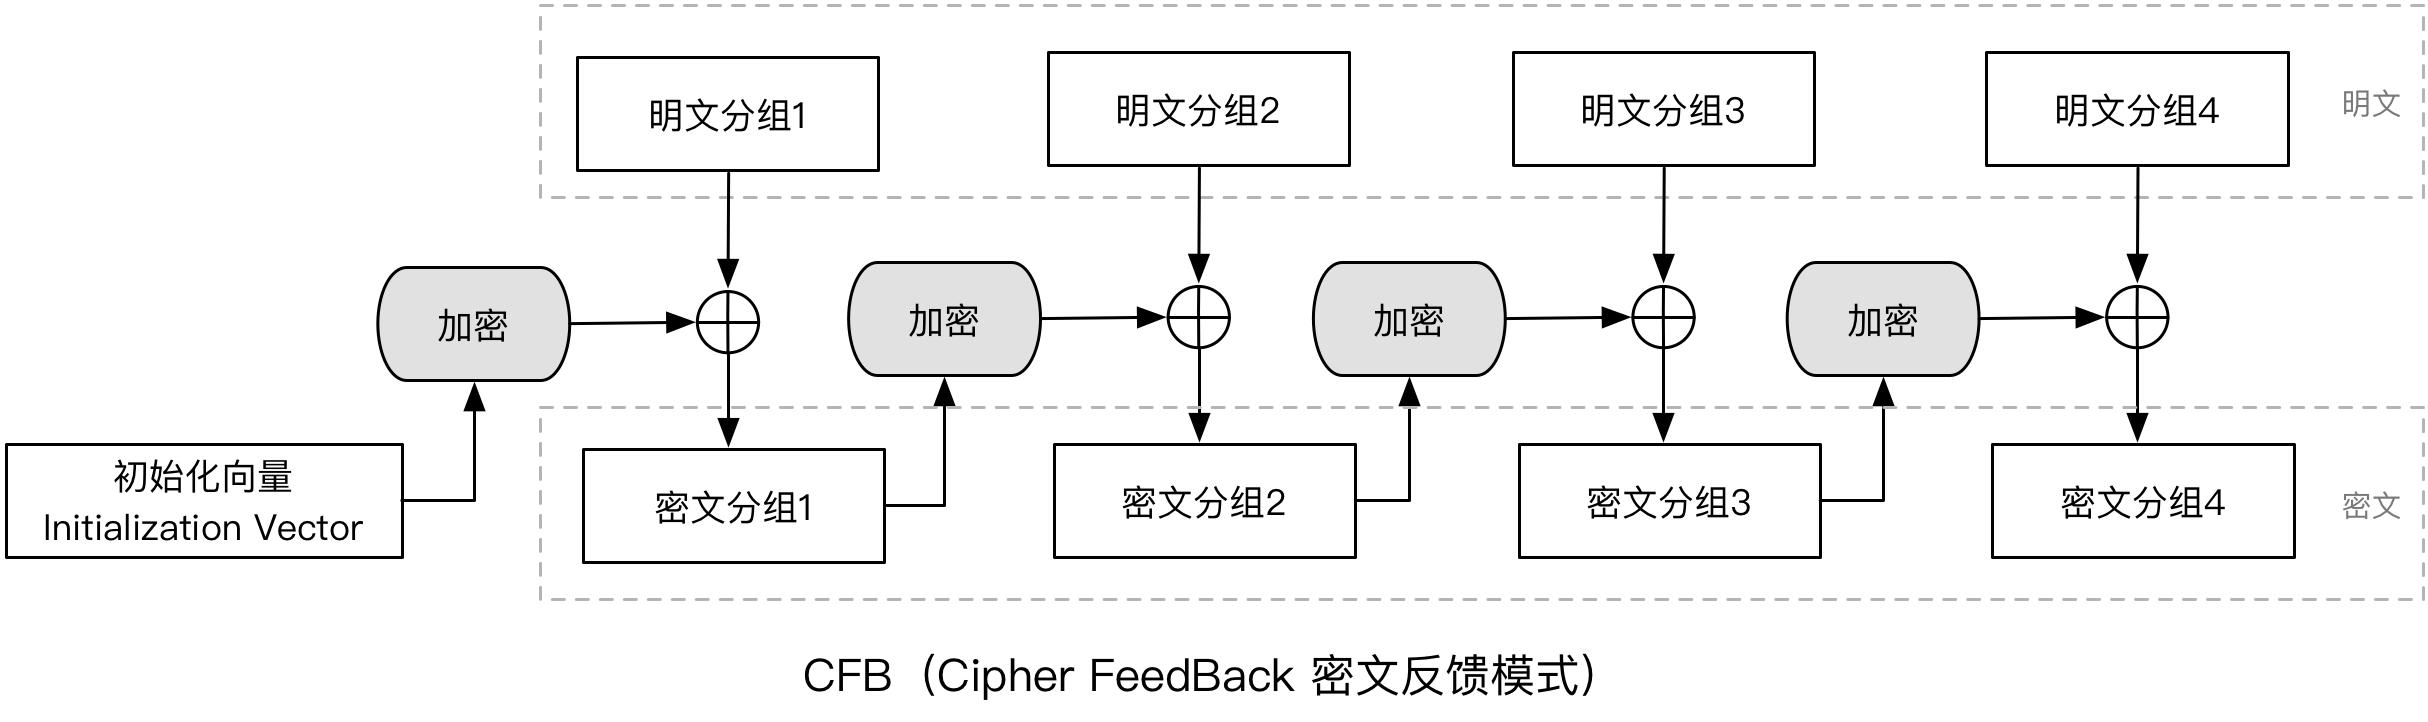 明文分组1
明文分组2
明文分组3
明文分组4
明文
加密
加密
加密
加密
初始化向量
Initialization Vector
密文分组1
密文分组2
密文分组3
密文分组4
密文
CFB（Cipher FeedBack 密文反馈模式）